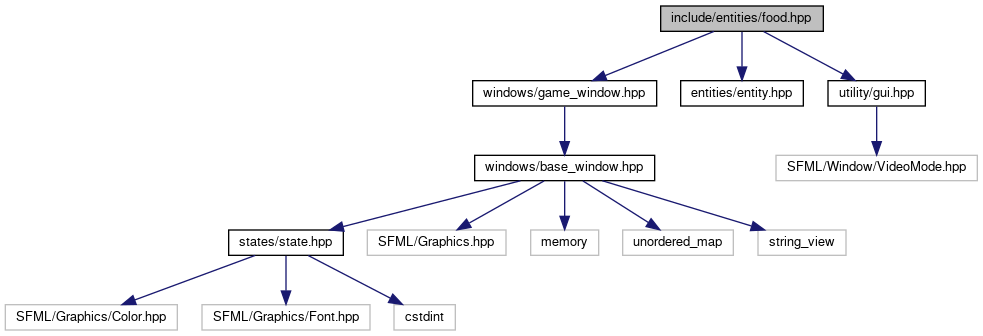 include/entities/food.hpp
windows/game_window.hpp
entities/entity.hpp
utility/gui.hpp
windows/base_window.hpp
SFML/Window/VideoMode.hpp
states/state.hpp
SFML/Graphics.hpp
memory
unordered_map
string_view
SFML/Graphics/Color.hpp
SFML/Graphics/Font.hpp
cstdint